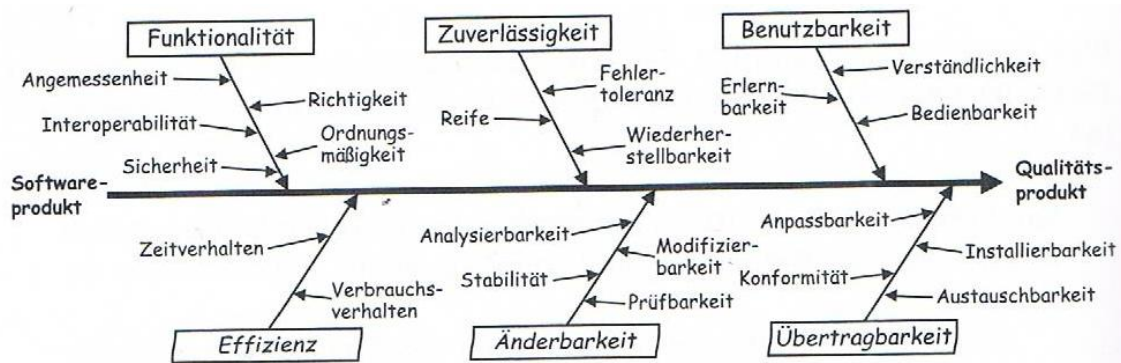 Funktionalität
Zuverlässigkeit
Benutzbarkeit
Angemessenheit
Richtigkeit
Interoperabilität
Ordnungs-
mäßigkeit
Sicherheit
Fehler-
toleranz
Reife
Wiederher-
stellbarkeit
Verständlichkeit
Erlern-
barkeit
Bedienbarkeit
Software-
produkt
Qualitäts-
produkt
Zeitverhalten
Verbrauchs-
verhalten
Analysierbarkeit
Modifizier-
barkeit
Stabilität
Prüfbarkeit
Anpassbarkeit
Installierbarkeit
Konformität
Austauschbarkeit
Effizienz
Änderbarkeit
Übertragbarkeit